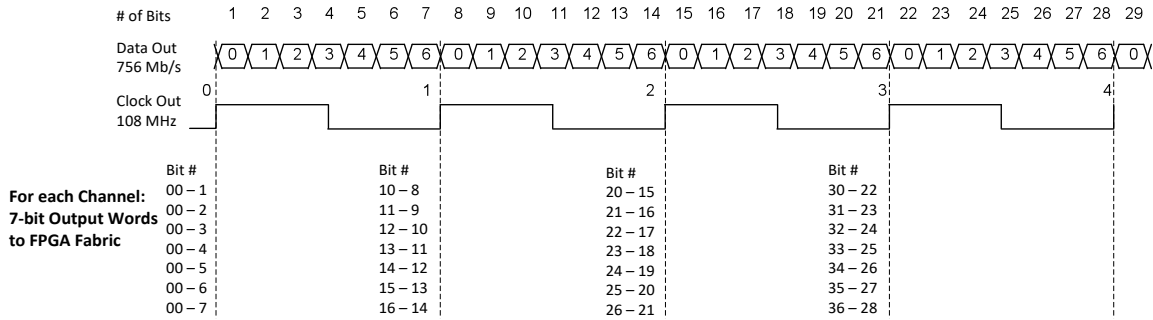 # of Bits 1 2 3 4 5 6 7 8 9 10 11 12 13 14 15 16 17 18 19 20 21 22 23 24 25 26 27 28 29
Data Out 0 1 2 3 4 5 6 0 1 2 3 4 5 6 0 1 2 3 4 5 6 0 1 2 3 4 5 6 0
756 Mb/s
0 1 2 3 4
Clock Out
108 MHz
For each Channel:
7-bit Output Words
to FPGA Fabric
Bit # Bit # Bit # Bit #
00 – 1 10 – 8 20 – 15 30 – 22
00 – 2 11 – 9 21 – 16 31 – 23
00 – 3 12 – 10 22 – 17 32 – 24
00 – 4 13 – 11 23 – 18 33 – 25
00 – 5 14 – 12 24 – 19 34 – 26
00 – 6 15 – 13 25 – 20 35 – 27
00 – 7 16 – 14 26 – 21 36 – 28